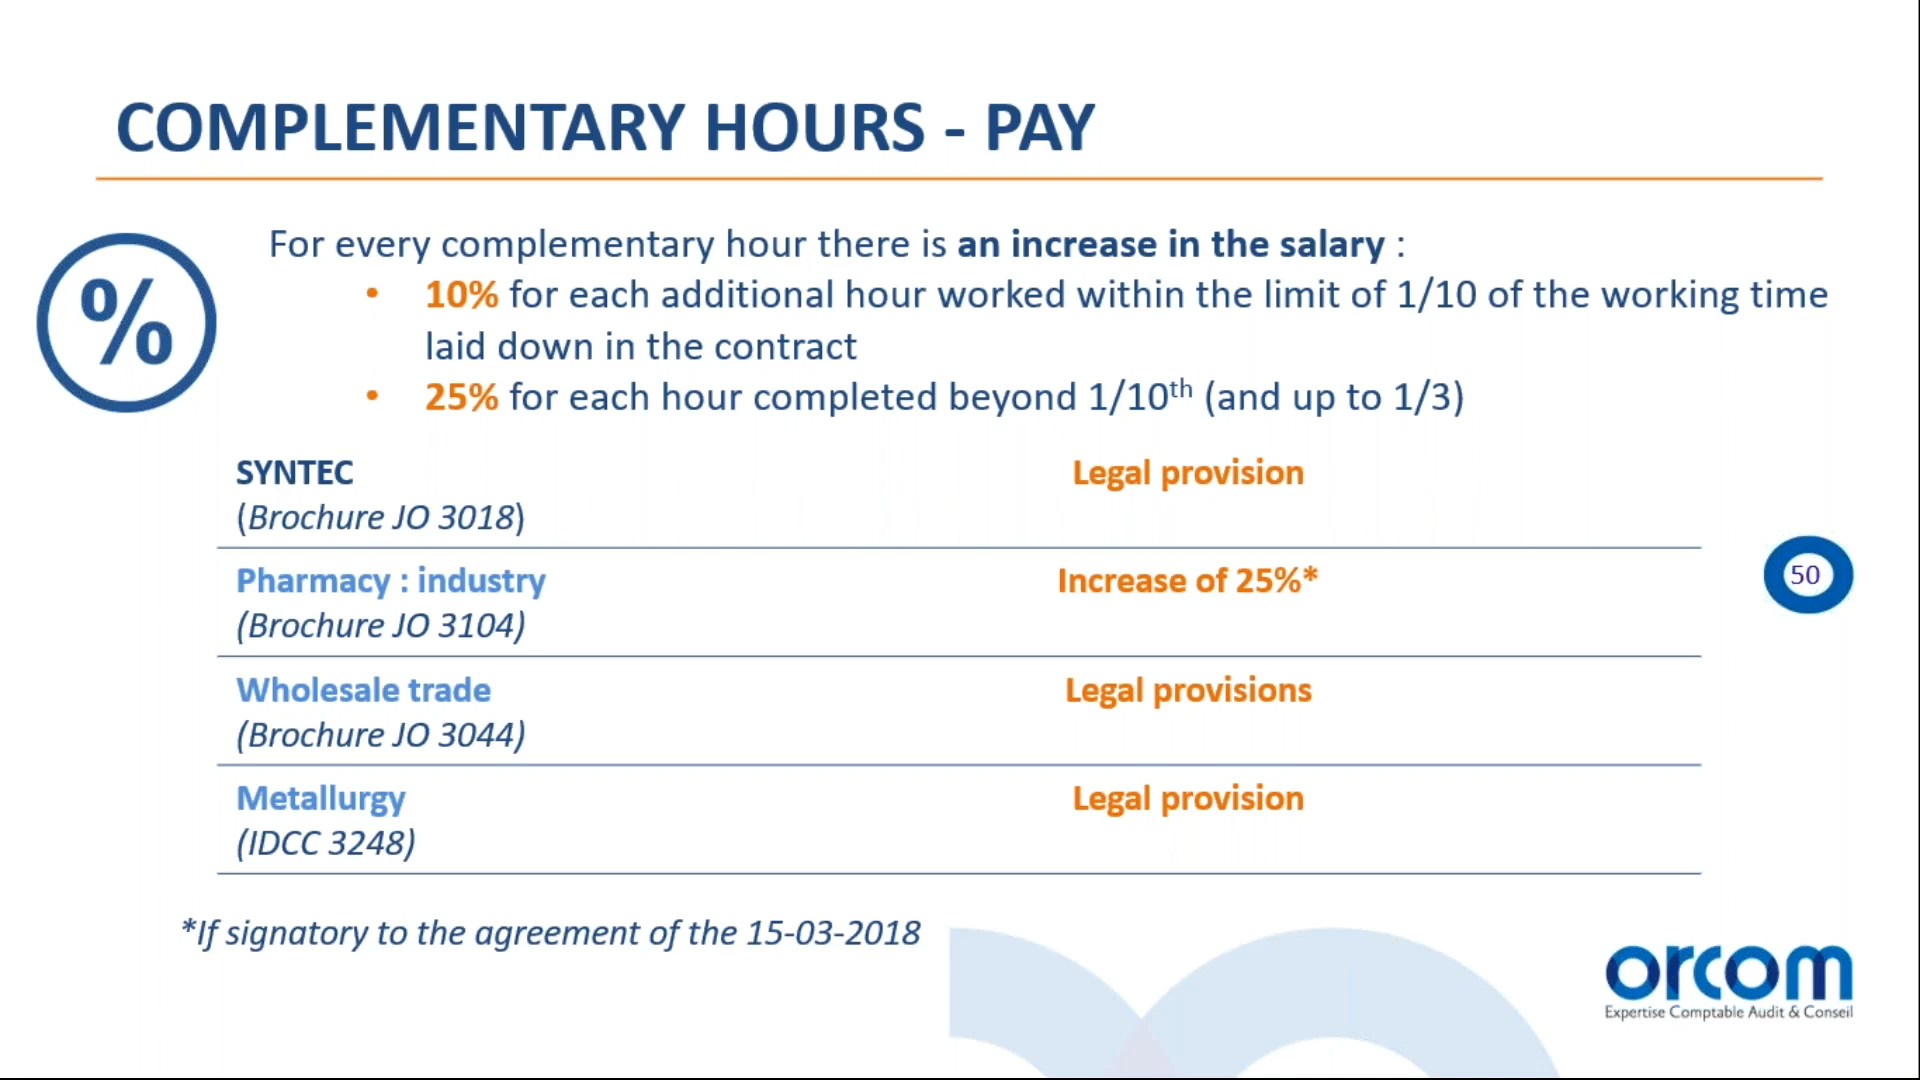 COMPLEMENTARY HOURS - PAY
%
For every complementary hour there is an increase in the salary :
• 10% for each additional hour worked within the limit of 1/10 of the working time
laid down in the contract
• 25% for each hour completed beyond 1/10th (and up to 1/3)
SYNTEC
(Brochure JO 3018)
Legal provision
Pharmacy : industry
(Brochure JO 3104)
Increase of 25%*
50
Wholesale trade
(Brochure JO 3044)
Legal provisions
Metallurgy
(IDCC 3248)
Legal provision
*If signatory to the agreement of the 15-03-2018
orcom
Expertise Comptable Audit & Conseil